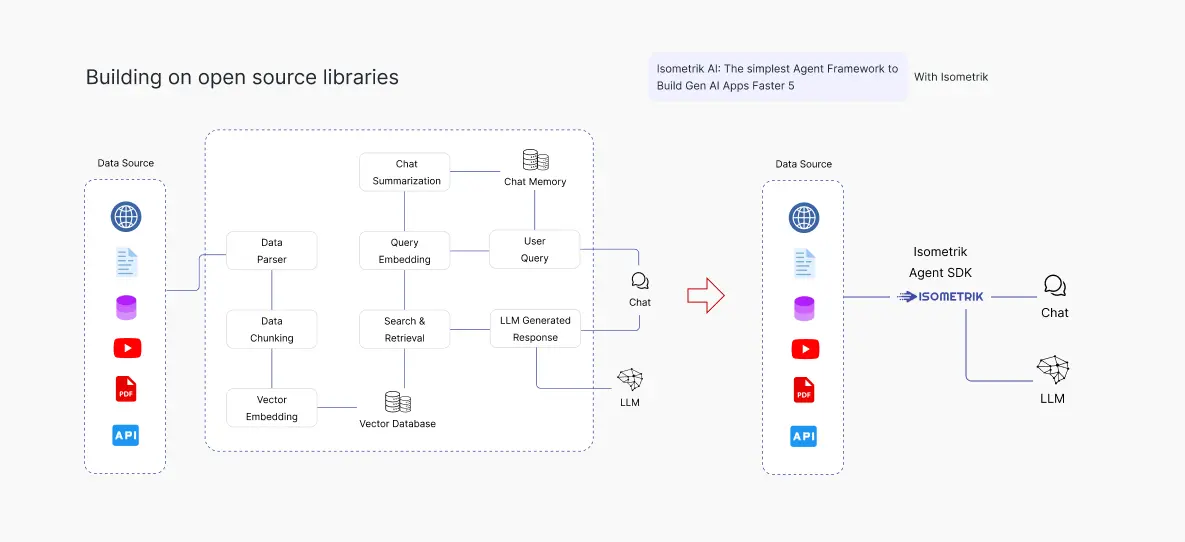 Building on open source libraries
Isometrik AI: The simplest Agent Framework to
Build Gen AI Apps Faster 5
With Isometrik
Data Source
PDF
API
Data
Parser
Data
Chunking
Vector
Embedding
Chat
Summarization
Chat Memory
Query
Embedding
User
Query
Search &
Retrieval
LLM Generated
Response
Vector Database
Chat
LLM
Data Source
PDF
API
Isometrik
Agent SDK
ISOMETRIK
Chat
LLM